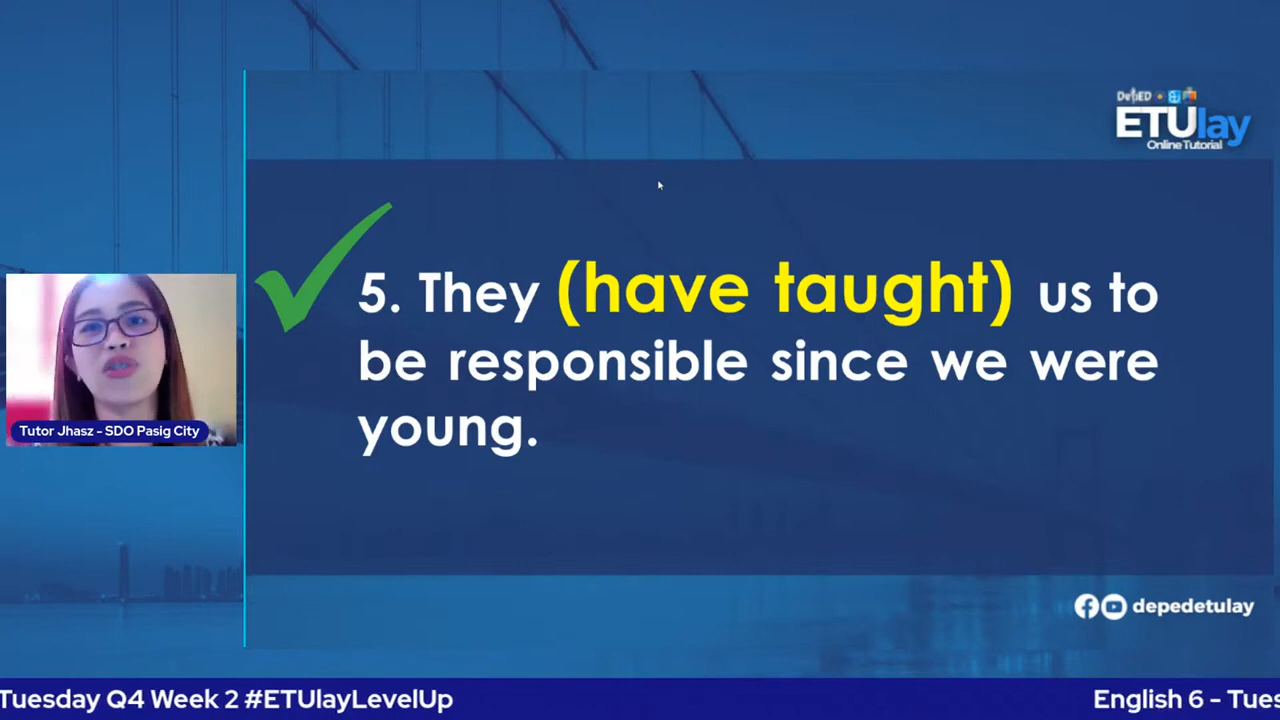 DepED
ETUlay
Online Tutorial
5. They (have taught) us to
be responsible since we were
young.
Tutor Jhasz - SDO Pasig City
depedetulay
Tuesday Q4 Week 2 #ETUlayLevelUp
English 6 - Tues